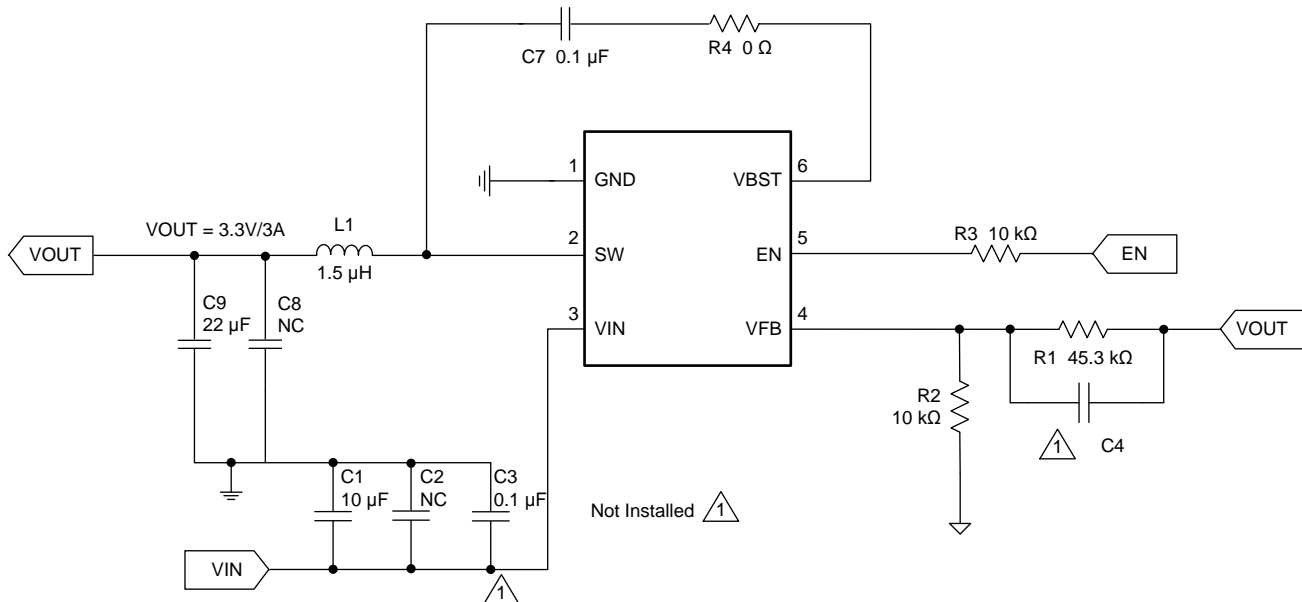 C7 0.1 µF
R4 0 Ω
1
GND
VBST
6
VOUT = 3.3V/3A
L1
VOUT
1.5 µH
2
SW
EN
5
R3 10 kΩ
EN
C9
22 µF
C8
NC
3
VIN
VFB
4
R1 45.3 kΩ
VOUT
R2
10 kΩ
1
C4
C1
10 µF
C2
NC
C3
0.1 µF
Not Installed 1
VIN
1